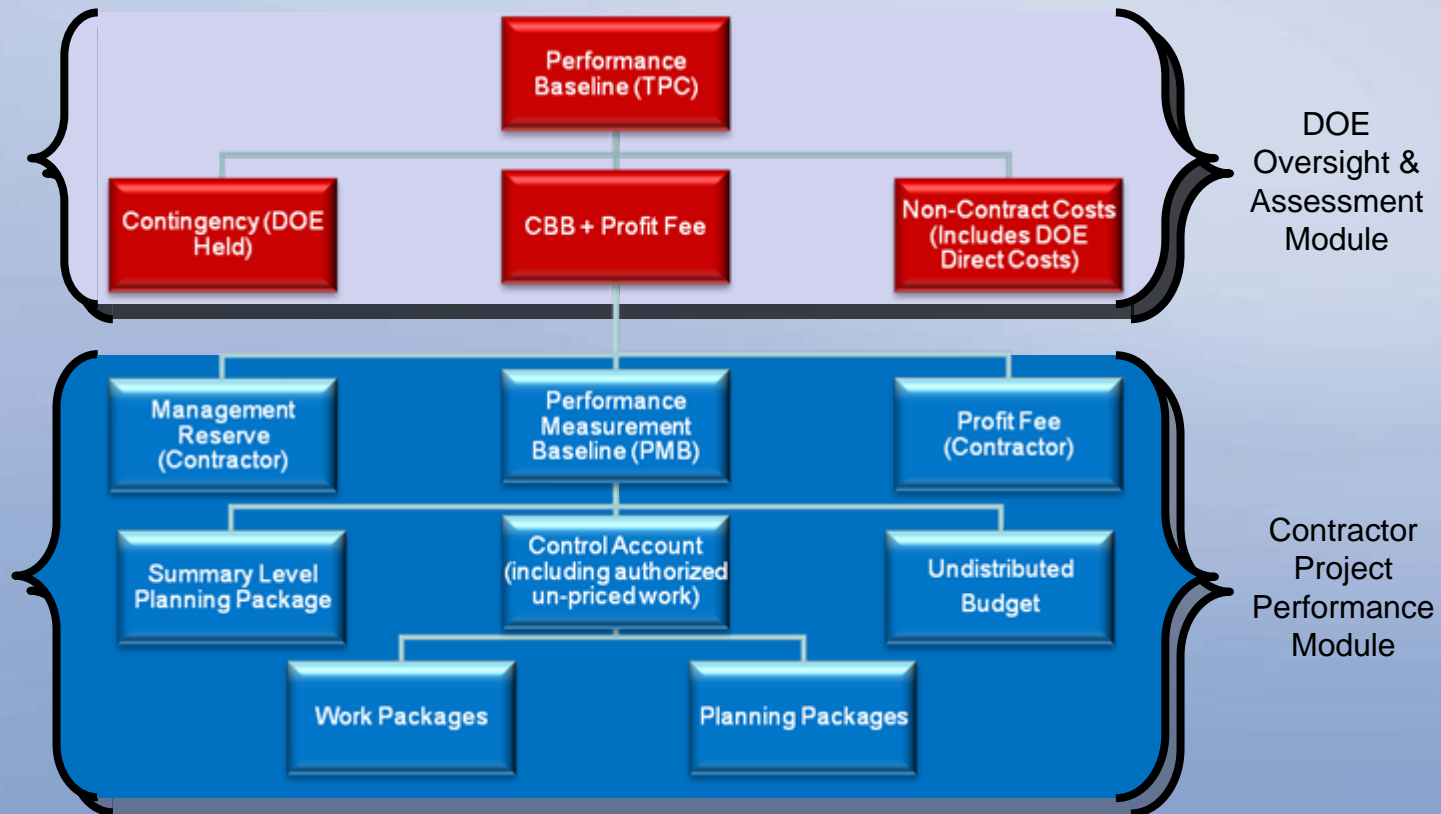 Performance
Baseline (TPC)
DOE
Oversight &
Assessment
Module
Contingency (DOE
Held)
CBB + Profit Fee
Non-Contract Costs
(Includes DOE
Direct Costs)
Management
Reserve
(Contractor)
Performance
Measurement
Baseline (PMB)
Profit Fee
(Contractor)
Summary Level
Planning Package
Control Account
(including authorized
un-priced work)
Undistributed
Budget
Contractor
Project
Performance
Module
Work Packages
Planning Packages